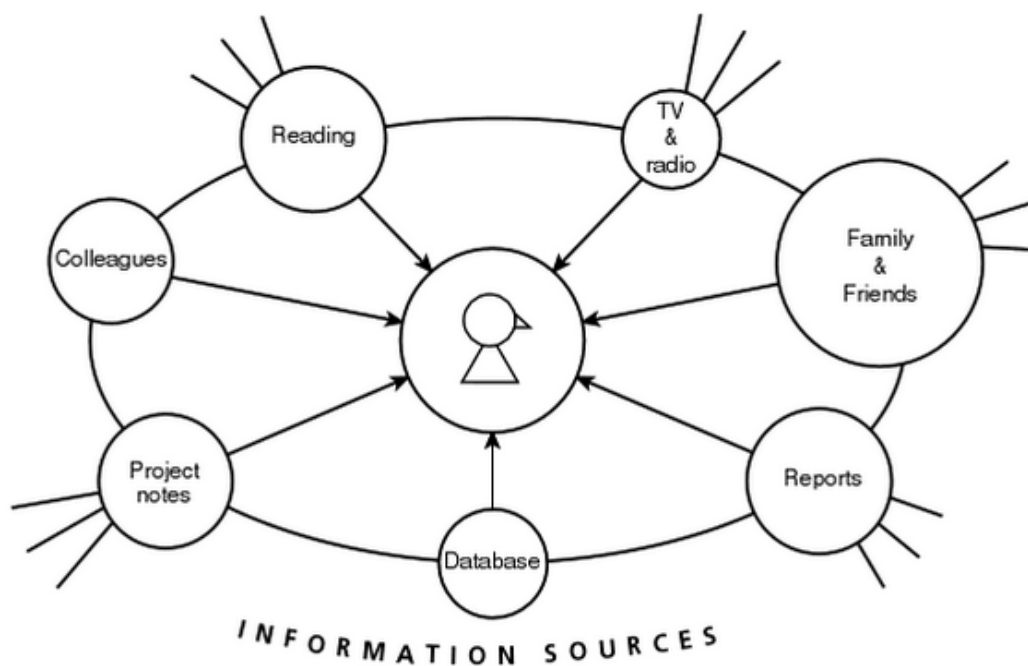 Reading
TV
&
radio
Colleagues
Family
&
Friends
Project
notes
Reports
Database
INFORMATION SOURCES